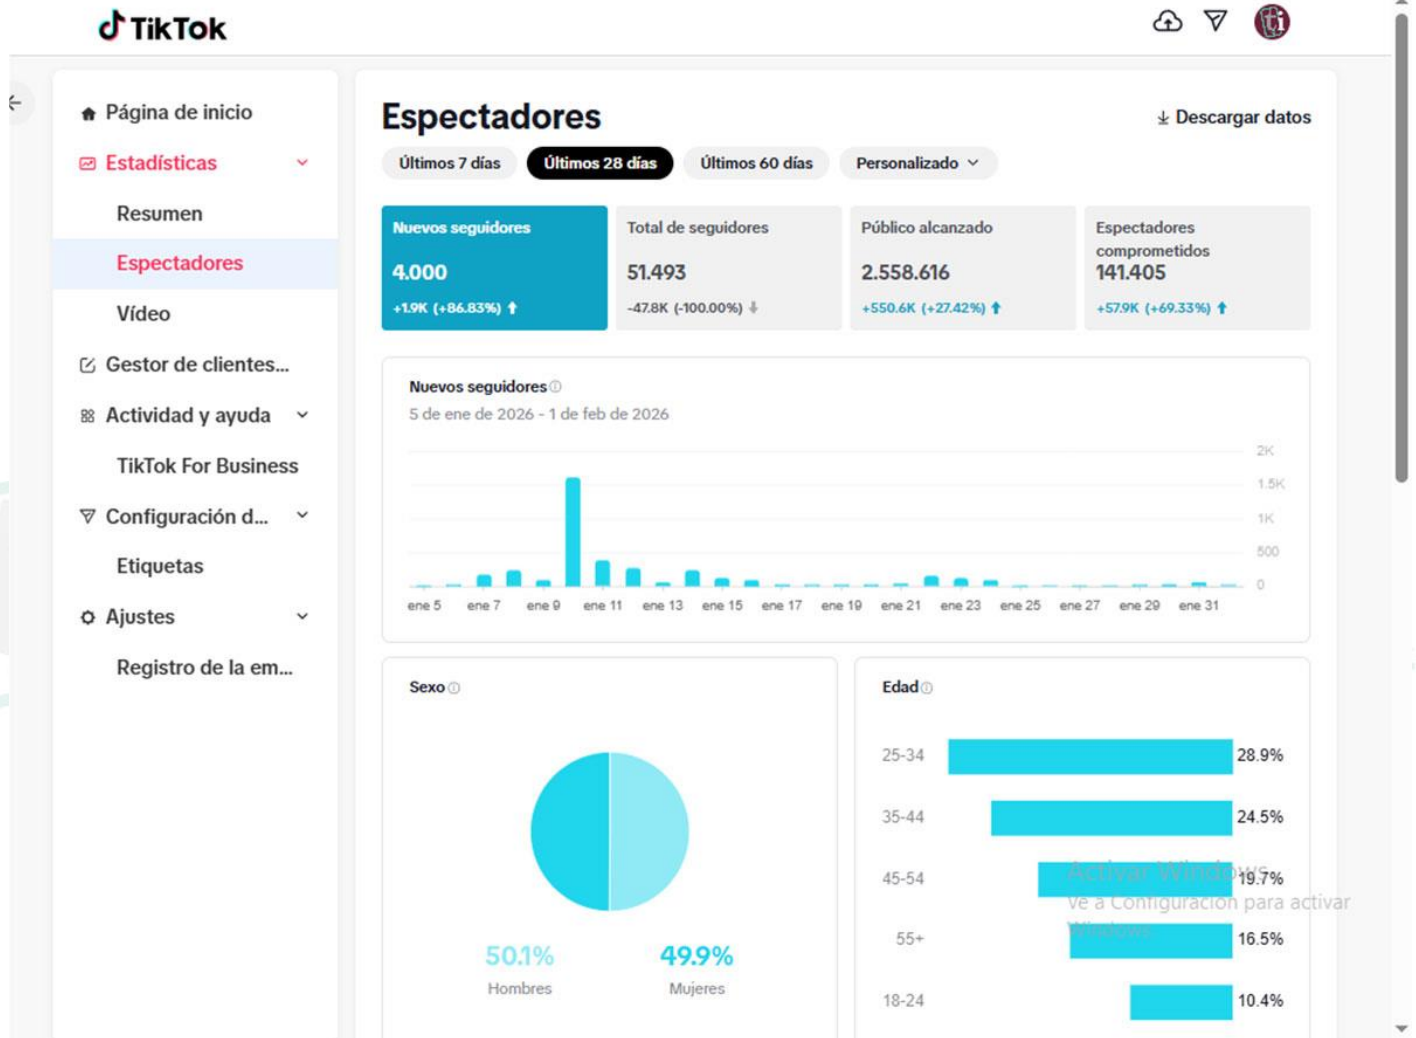 TikTok
Página de inicio
Estadísticas
Resumen
Espectadores
Vídeo
Gestor de clientes...
Actividad y ayuda
TikTok For Business
Configuración d...
Etiquetas
Ajustes
Registro de la em...
Espectadores
Descargar datos
Últimos 7 días
Últimos 28 días
Últimos 60 días
Personalizado
Nuevos seguidores
4.000
+1.9K (+86.83%)
Total de seguidores
51.493
-47.8K (-100.00%)
Público alcanzado
2.558.616
+550.6K (+27.42%)
Espectadores
comprometidos
141.405
+57.9K (+69.33%)
Nuevos seguidores
5 de ene de 2026 - 1 de feb de 2026
2K
1.5K
1K
500
0
ene 5 ene 7 ene 9 ene 11 ene 13 ene 15 ene 17 ene 19 ene 21 ene 23 ene 25 ene 27 ene 29 ene 31
Sexo
50.1% 49.9%
Hombres Mujeres
Edad
25-34 28.9%
35-44 24.5%
45-54 19.7%
55+ 16.5%
18-24 10.4%
Activar Windows
Ve a Configuración para activar
Windows.
ti